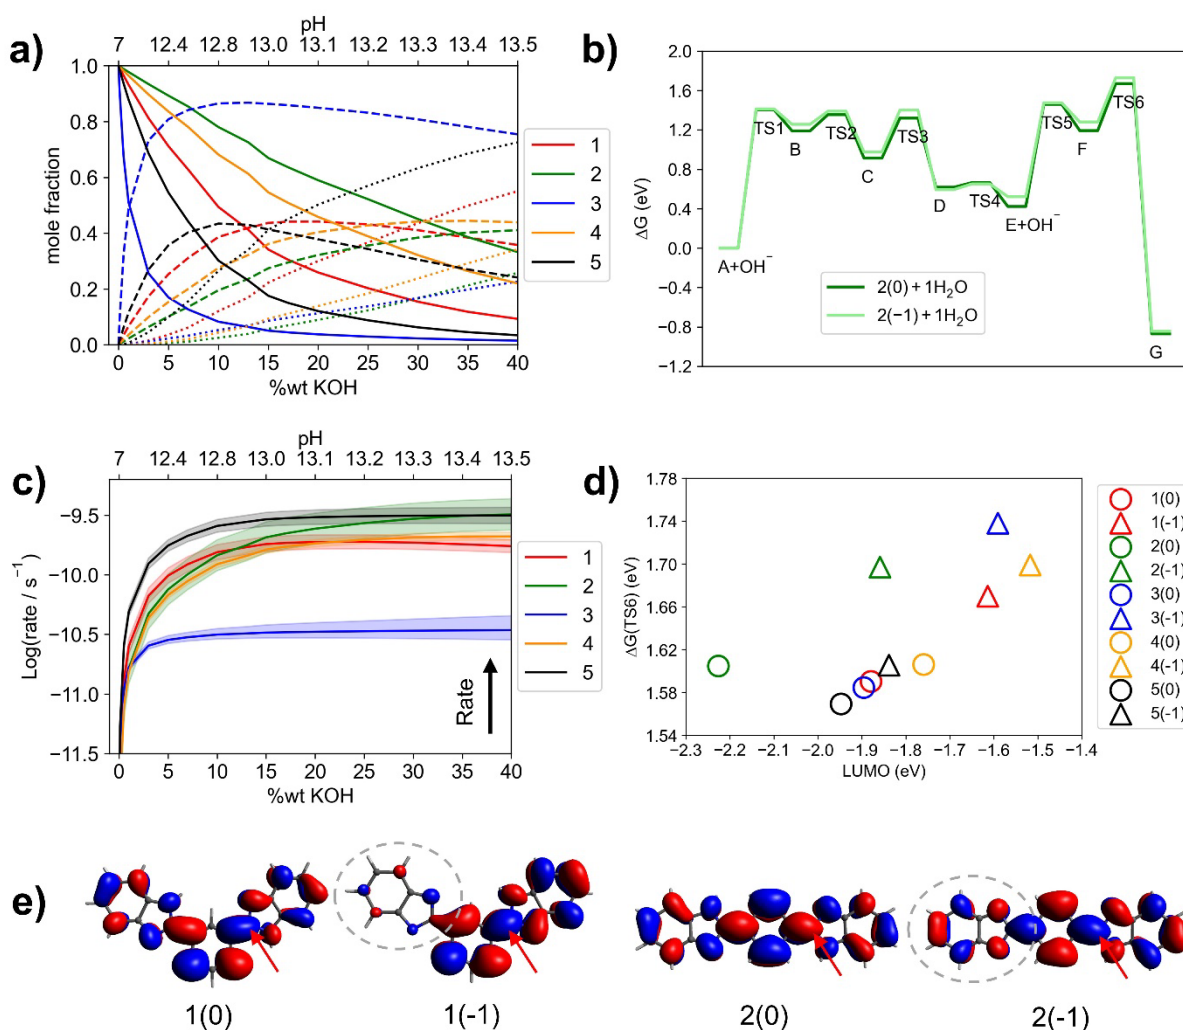 a)
pH
7 12.4 12.8 13.0 13.1 13.2 13.3 13.4 13.5
mole fraction
1.0
0.8
0.6
0.4
0.2
0.0
0 5 10 15 20 25 30 35 40
%wt KOH
1
2
3
4
5
b)
ΔG (eV)
2.0
1.6
1.2
0.8
0.4
0.0
−0.4
−0.8
−1.2
A+OH⁻
TS1
B
TS2
C
TS3
D
TS4
E+OH⁻
TS5
F
TS6
G
2(0) + 1H₂O
2(−1) + 1H₂O
c)
pH
7 12.4 12.8 13.0 13.1 13.2 13.3 13.4 13.5
Log(rate / s⁻¹)
−9.5
−10.0
−10.5
−11.0
−11.5
0 5 10 15 20 25 30 35 40
%wt KOH
Rate
1
2
3
4
5
d)
ΔG(TS6) (eV)
1.78
1.74
1.70
1.66
1.62
1.58
1.54
−2.3 −2.2 −2.1 −2.0 −1.9 −1.8 −1.7 −1.6 −1.5 −1.4
LUMO (eV)
1(0)
1(-1)
2(0)
2(-1)
3(0)
3(-1)
4(0)
4(-1)
5(0)
5(-1)
e)
1(0) 1(-1) 2(0) 2(-1)